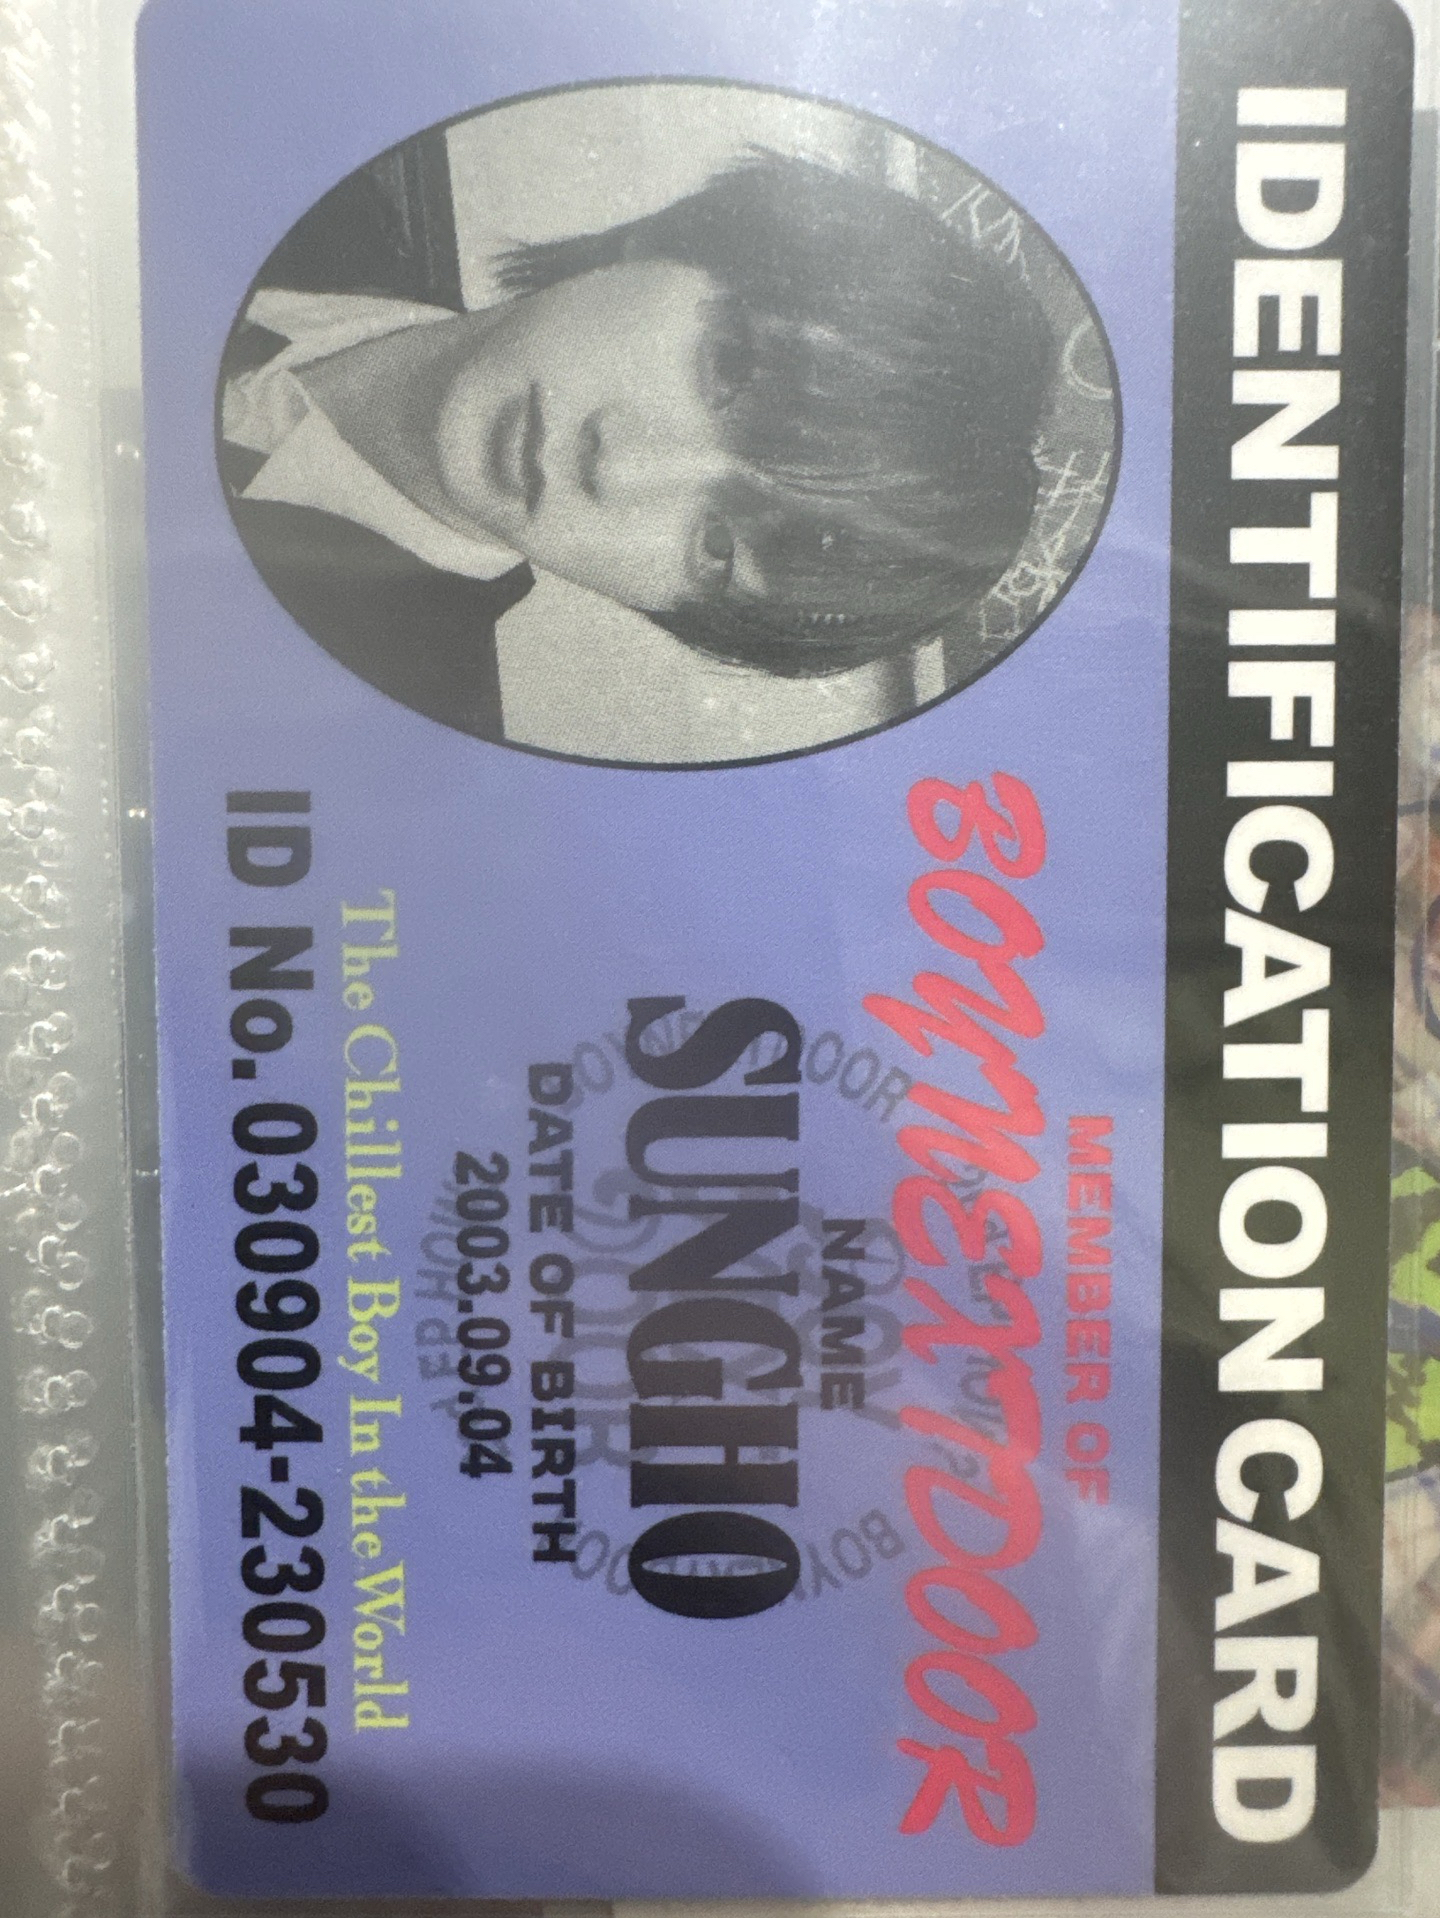 IDENTIFICATION CARD
MEMBER OF
BOYNEXTDOOR
NAME
SUNGHO
DATE OF BIRTH
2003.09.04
The Chillest Boy In the World
ID No. 030904-230530
BOYNEXTDOOR